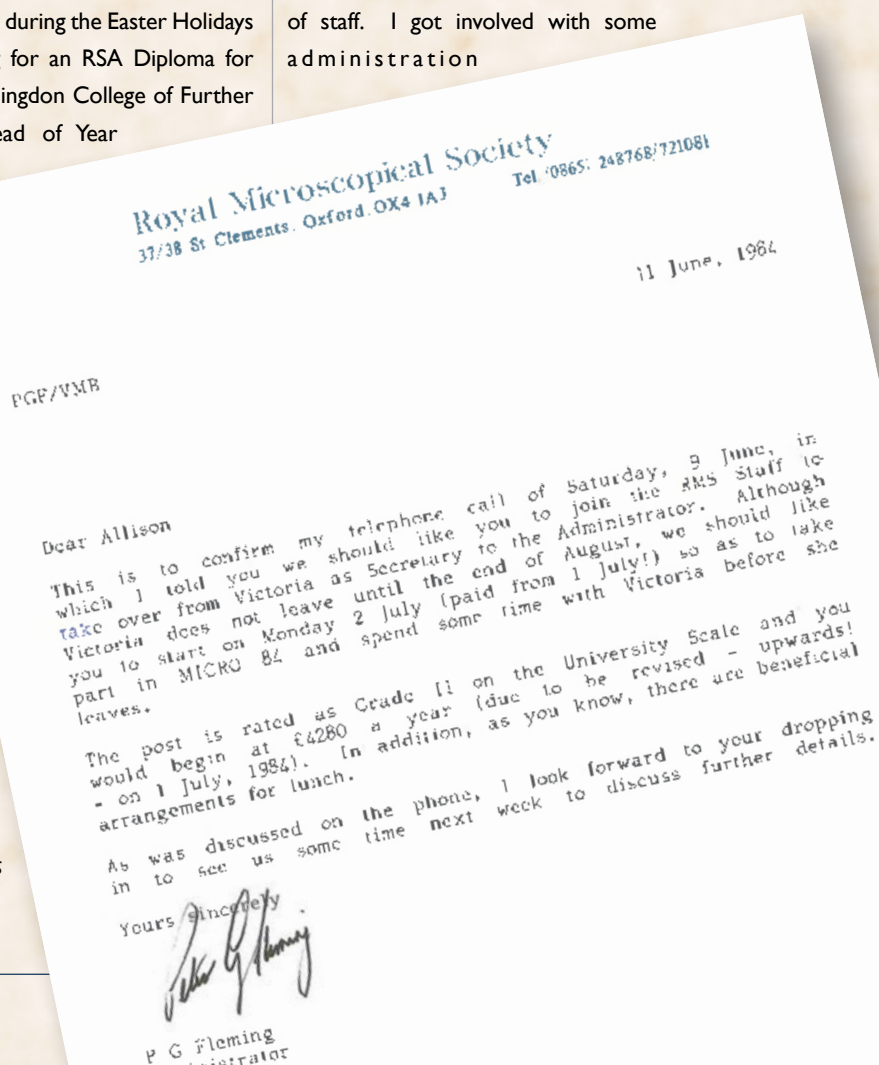 during the Easter Holidays
for an RSA Diploma for
ingdon College of Further
ead of Year
of staff. I got involved with some
administration
Royal Microscopical Society
37/38 St Clements, Oxford, OX4 1AJ
Tel (0865) 248768/721081
11 June, 1984
PGF/VMB
Dear Allison
This is to confirm my telephone call of Saturday, 9 June, in
which I told you we should like you to join the RMS Staff to
take over from Victoria as Secretary to the Administrator. Although
Victoria does not leave until the end of August, we should like
you to start on Monday 2 July (paid from 1 July!) so as to take
part in MICRO 84 and spend some time with Victoria before she
leaves.
The post is rated as Grade II on the University Scale and you
would begin at £4280 a year (due to be revised - upwards!
- on 1 July, 1984). In addition, as you know, there are beneficial
arrangements for lunch.
As was discussed on the phone, I look forward to your dropping
in to see us some time next week to discuss further details.
Yours sincerely
Peter G Fleming
P G Fleming
istrator